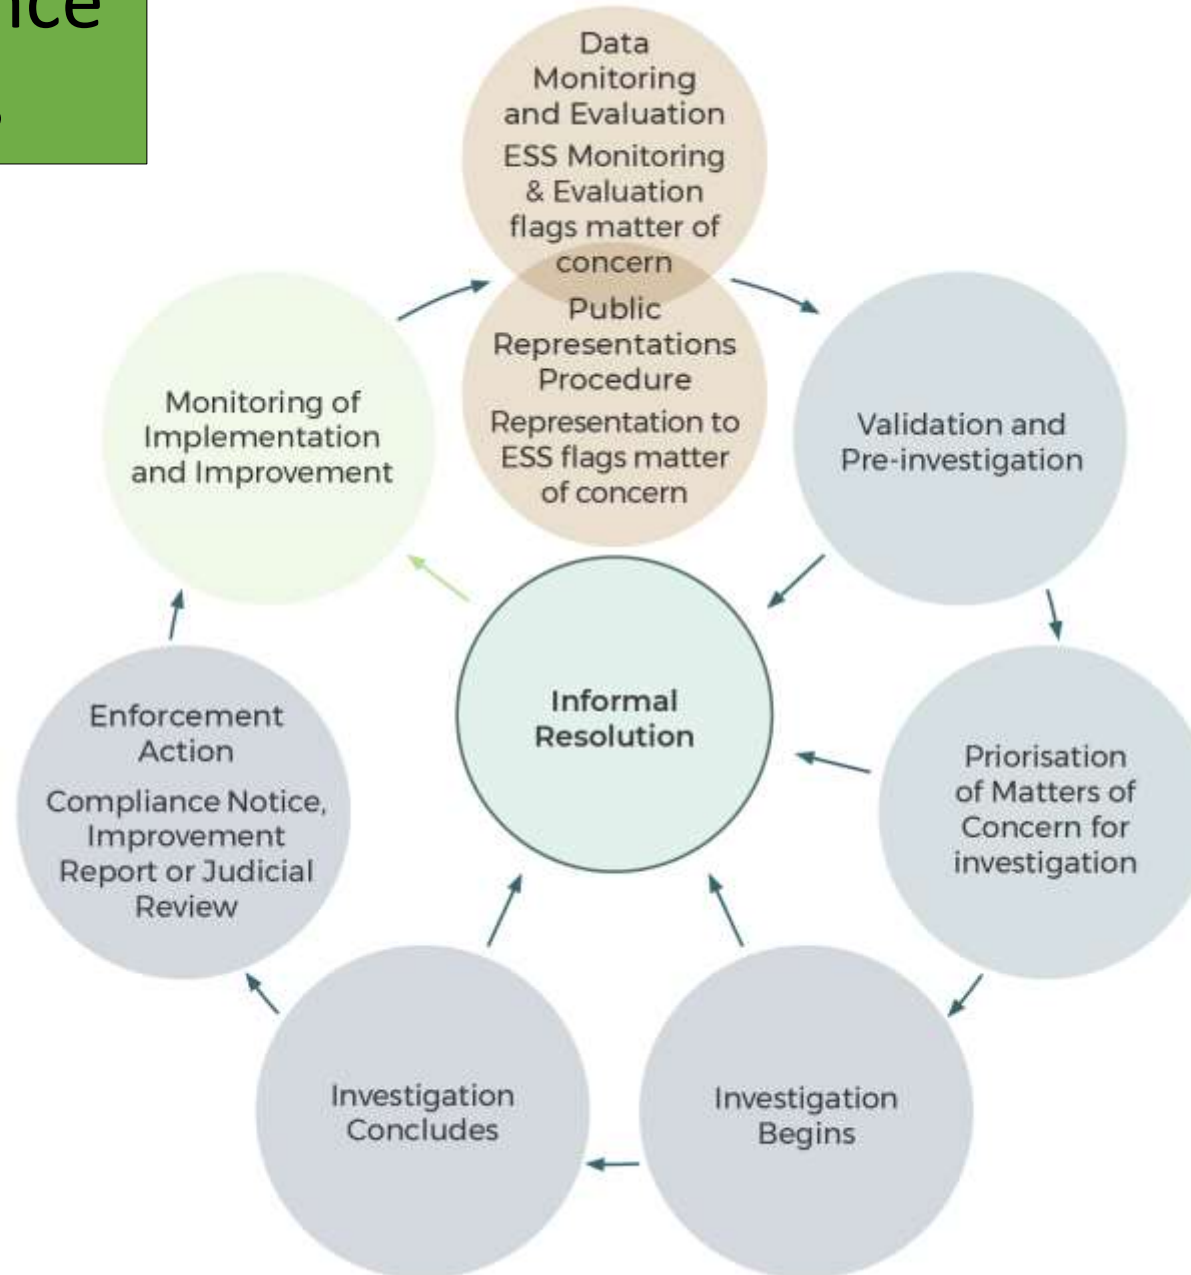 Data
Monitoring
and Evaluation
ESS Monitoring
& Evaluation
flags matter of
concern
Public
Representations
Procedure
Representation to
ESS flags matter
of concern
Validation and
Pre-investigation
Priorisation
of Matters of
Concern for
investigation
Investigation
Begins
Investigation
Concludes
Enforcement
Action
Compliance Notice,
Improvement
Report or Judicial
Review
Monitoring of
Implementation
and Improvement
Informal
Resolution